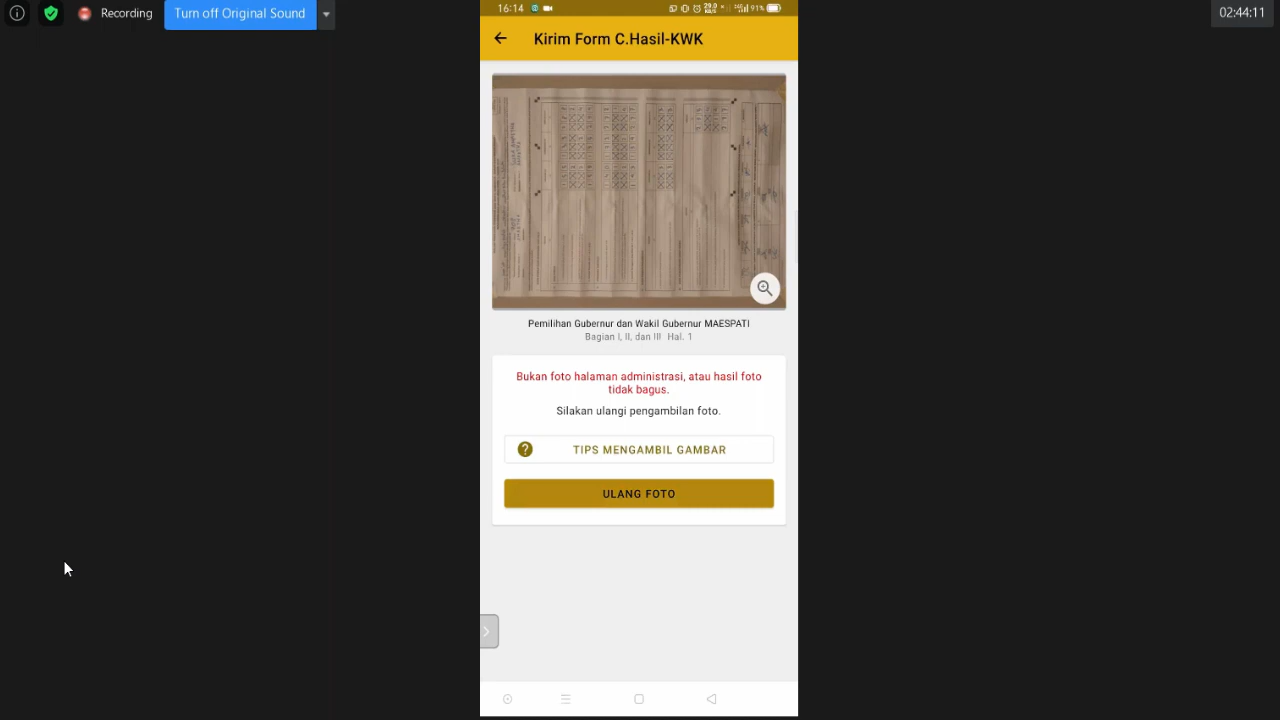 Recording
Turn off Original Sound
02:44:11
16:14
91%
Kirim Form C.Hasil-KWK
Pemilihan Gubernur dan Wakil Gubernur MAESPATI
Bagian I, II, dan III Hal. 1
Bukan foto halaman administrasi, atau hasil foto
tidak bagus.
Silakan ulangi pengambilan foto.
TIPS MENGAMBIL GAMBAR
ULANG FOTO